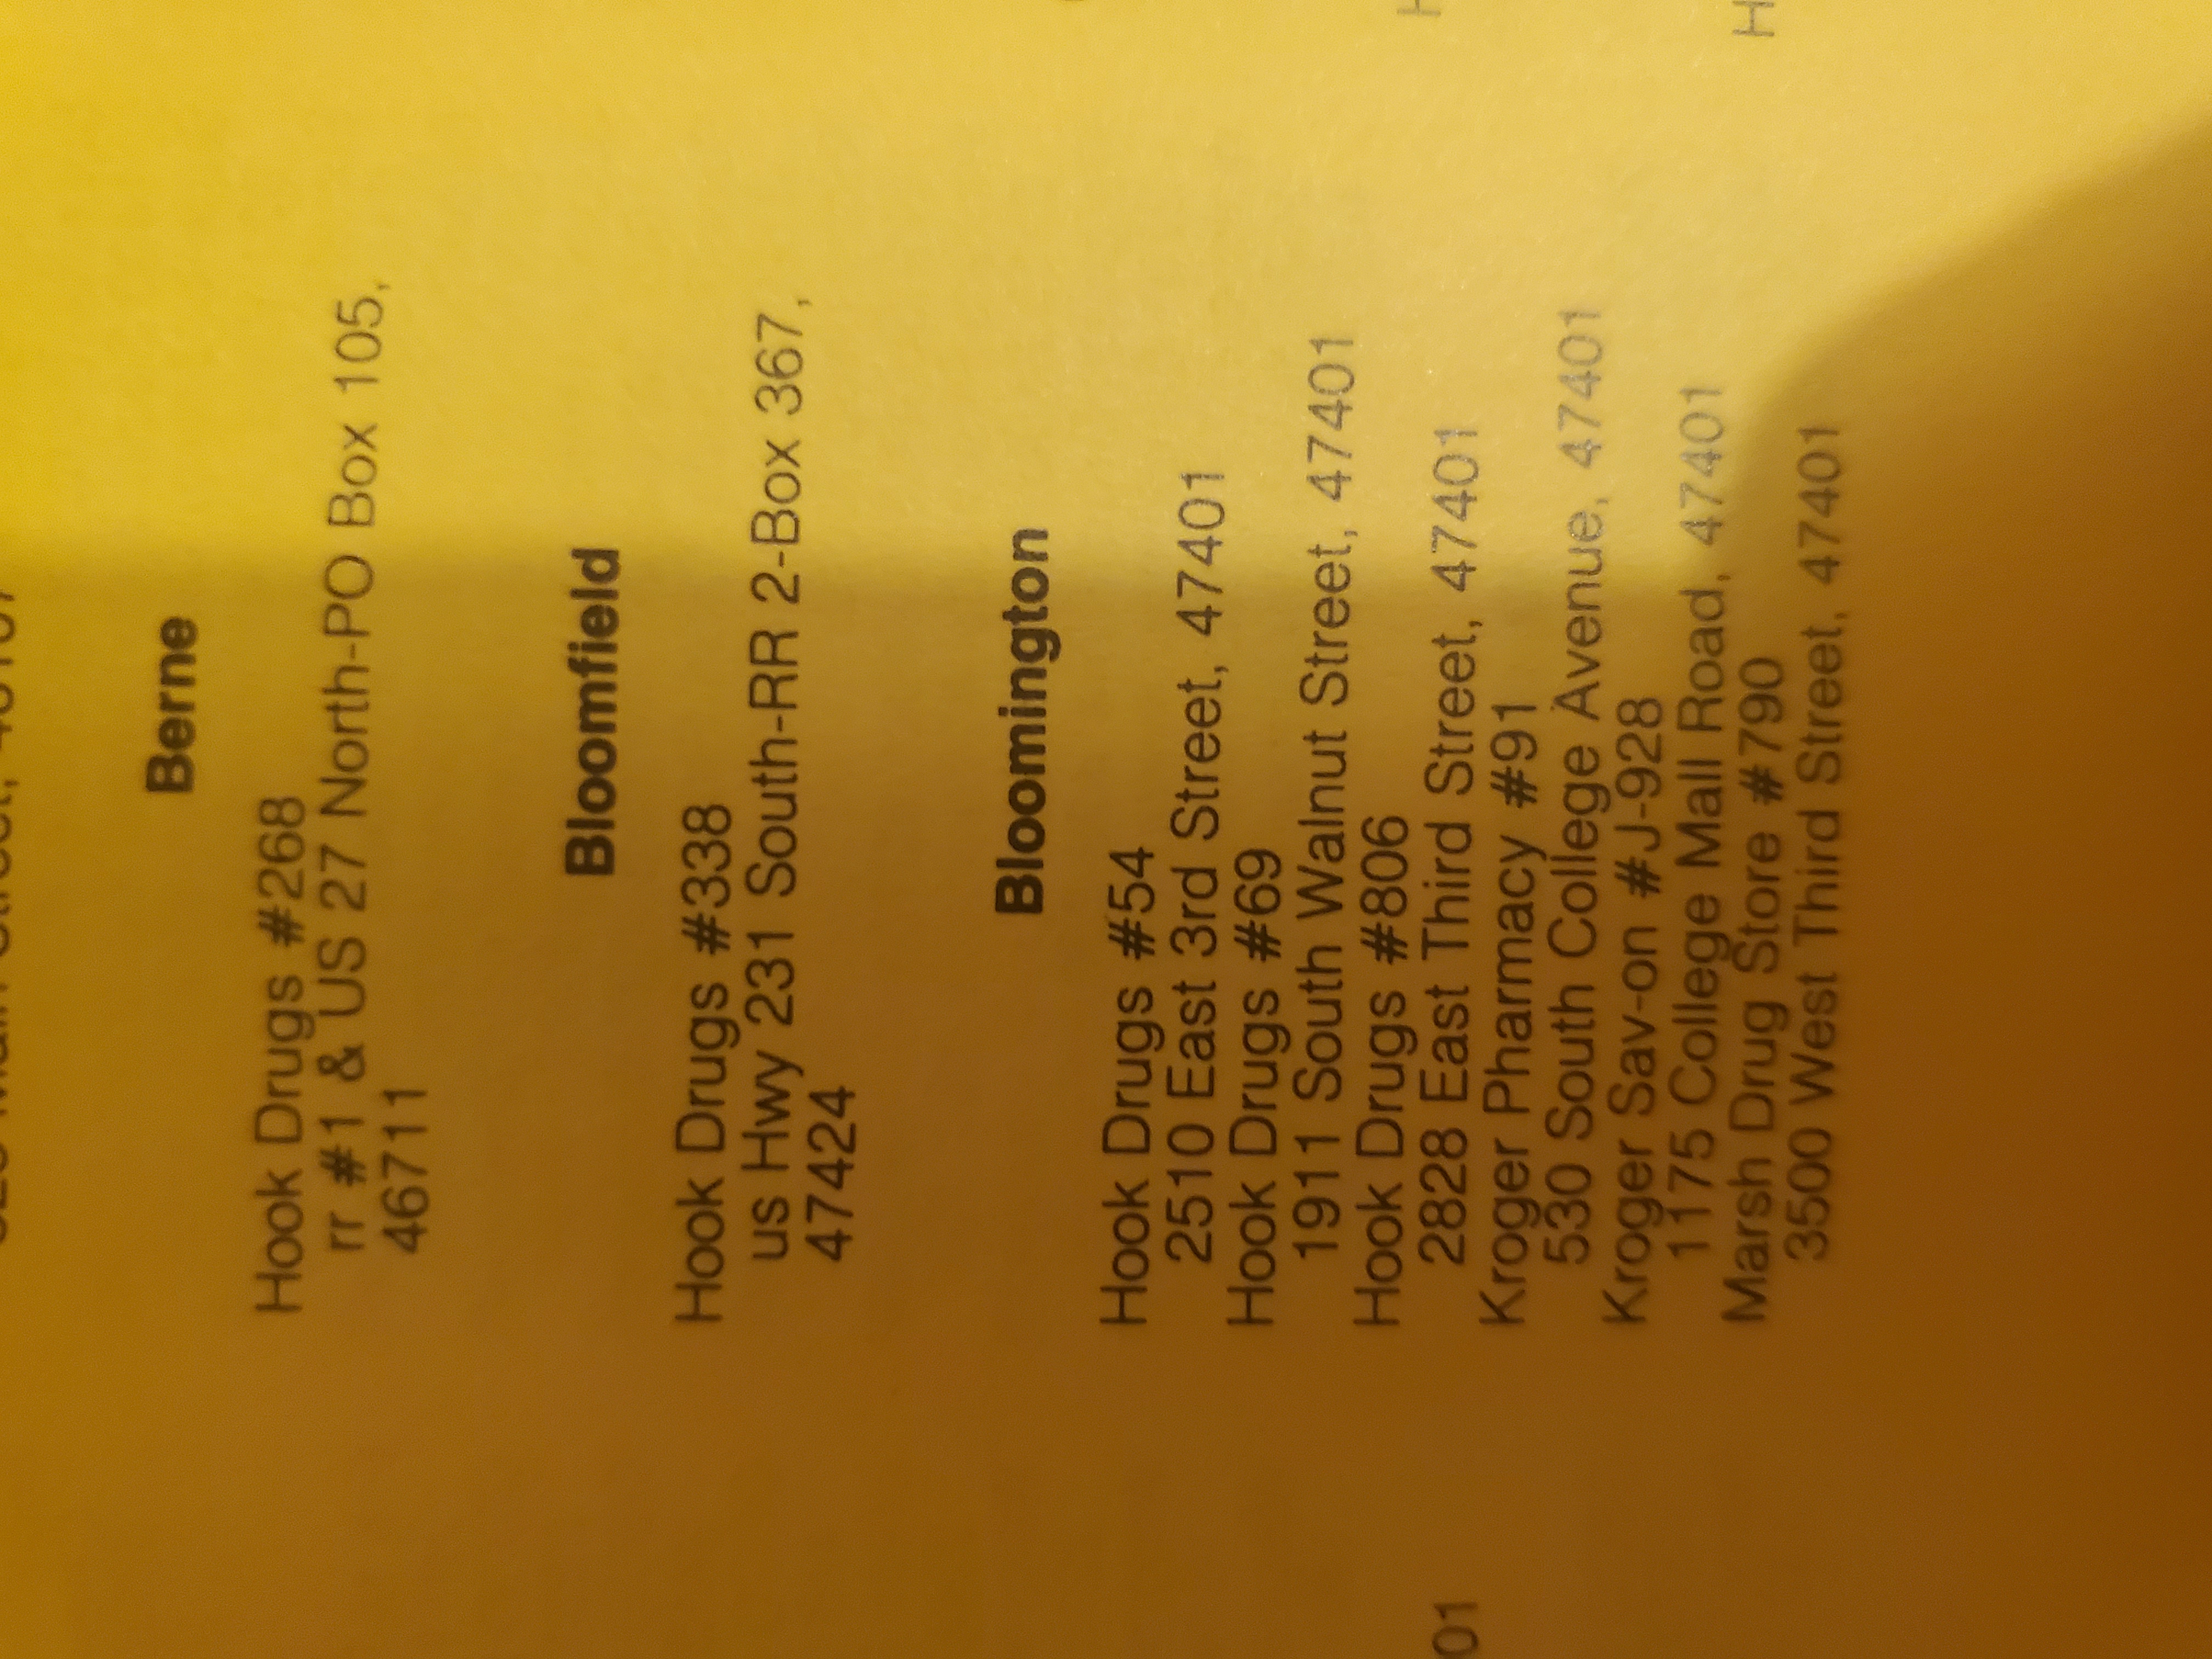 Berne
Hook Drugs #268
rr #1 & US 27 North-PO Box 105,
46711
Bloomfield
Hook Drugs #338
us Hwy 231 South-RR 2-Box 367,
47424
Bloomington
Hook Drugs #54
2510 East 3rd Street, 47401
Hook Drugs #69
1911 South Walnut Street, 47401
Hook Drugs #806
2828 East Third Street, 47401
Kroger Pharmacy #91
530 South College Avenue, 47401
Kroger Sav-on #J-928
1175 College Mall Road, 47401
Marsh Drug Store #790
3500 West Third Street, 47401
01
H
H